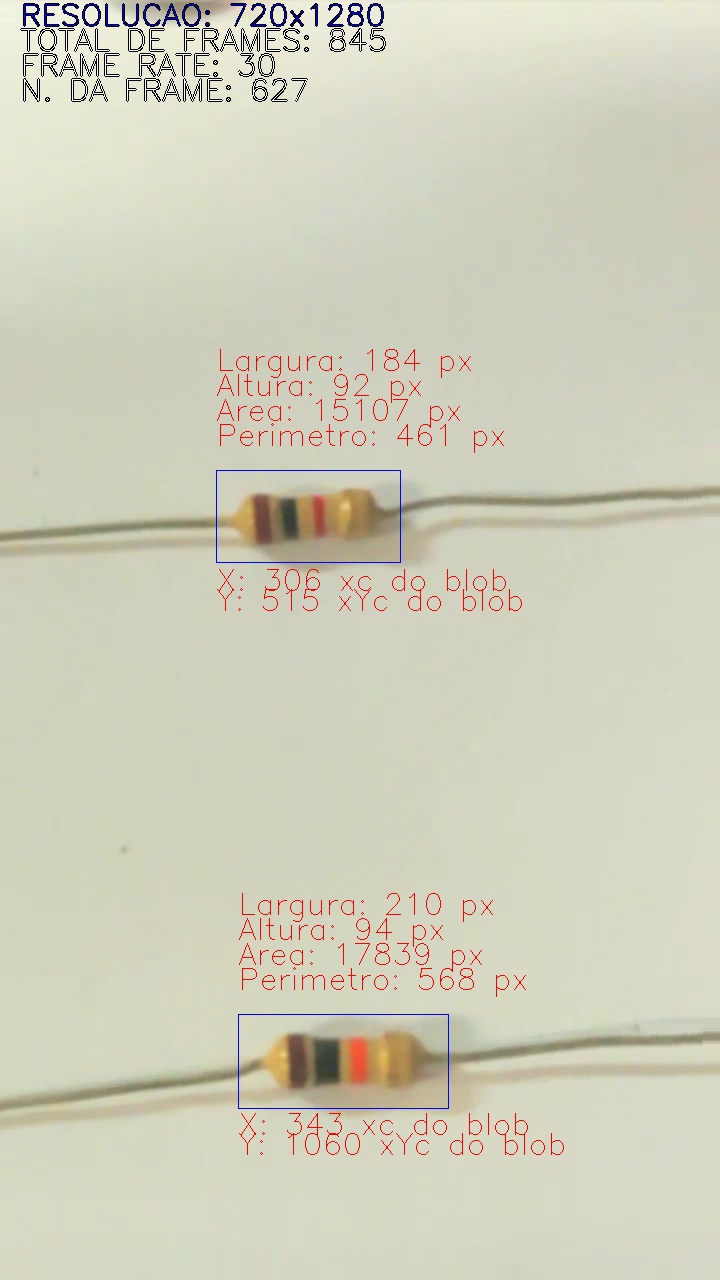 RESOLUCAO: 720x1280
TOTAL DE FRAMES: 845
FRAME RATE: 30
N. DA FRAME: 627
Largura: 184 px
Altura: 92 px
Area: 15107 px
Perimetro: 461 px
X: 306 xc do blob
Y: 515 xYc do blob
Largura: 210 px
Altura: 94 px
Area: 17839 px
Perimetro: 568 px
X: 343 xc do blob
Y: 1060 xYc do blob